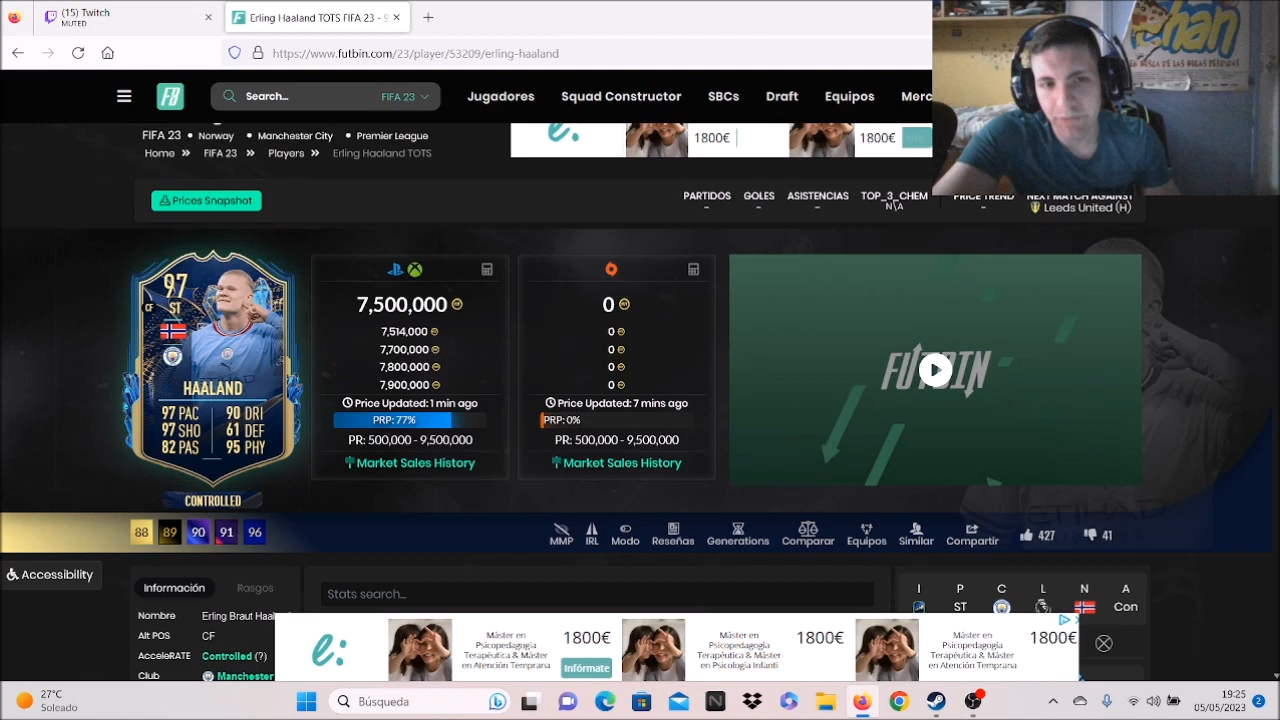 (15) Twitch
MUTED
Erling Haaland TOTS FIFA 23 - 9
https://www.futbin.com/23/player/53209/erling-haaland
Search...
FIFA 23
Jugadores
Squad Constructor
SBCs
Draft
Equipos
Merc
FIFA 23 • Norway • Manchester City • Premier League
Home >> FIFA 23 >> Players >> Erling Haaland TOTS
e:
1800€
1800€
Prices Snapshot
PARTIDOS
-
GOLES
-
ASISTENCIAS
-
TOP_3_CHEM
N/A
PRICE TREND
-
NEXT MATCH AGAINST
Leeds United (H)
97
CF
ST
HAALAND
97 PAC 90 DRI
97 SHO 61 DEF
82 PAS 95 PHY
CONTROLLED
7,500,000
7,514,000
7,700,000
7,800,000
7,900,000
Price Updated: 1 min ago
PRP: 77%
PR: 500,000 - 9,500,000
Market Sales History
0
0
0
0
0
Price Updated: 7 mins ago
PRP: 0%
PR: 500,000 - 9,500,000
Market Sales History
FUTBIN
ETIHAD
88 89 90 91 96
MMP
IRL
Modo
Reseñas
Generations
Comparar
Equipos
Similar
Compartir
427
41
Accessibility
Información
Rasgos
Stats search...
I P C L N A
ST
Con
Nombre Erling Braut Haal
Alt POS CF
AcceleRATE Controlled (?)
Club Manchester
e:
Máster en
Psicopedagogía
Terapéutica & Máster
en Atención Temprana
1800€
Infórmate
Máster en
Psicopedagogía
Terapéutica & Máster
en Psicología Infanti
1800€
Máster en
Psicopedagogía
Terapéutica & Máster
en Atención Temprana
1800€
27°C
Soleado
Búsqueda
19:25
05/05/2023
2